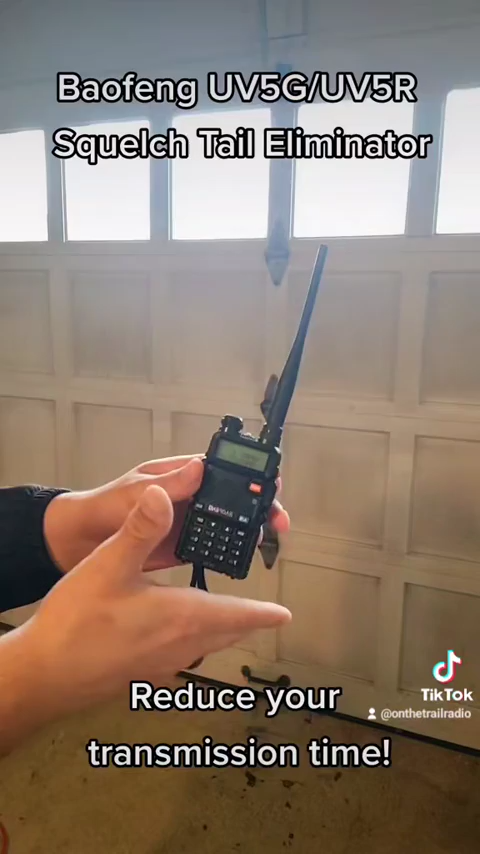 Baofeng UV5G/UV5R
Squelch Tail Eliminator
Reduce your
transmission time!
TikTok
@onthetrailradio